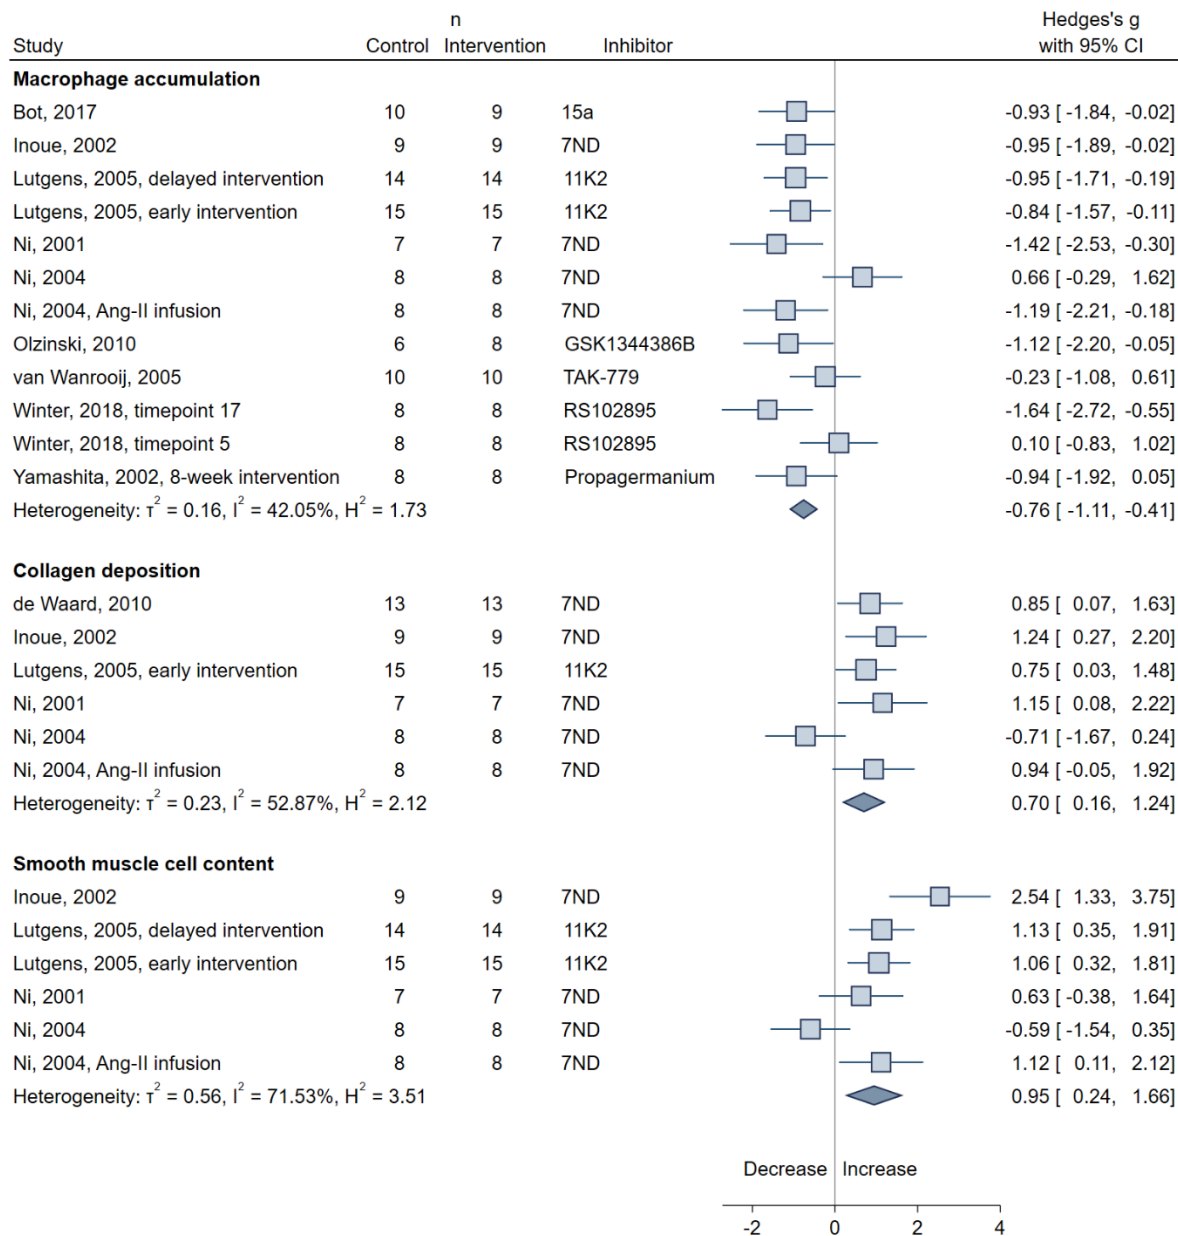 n Hedges's g
Study Control Intervention Inhibitor with 95% CI
Macrophage accumulation
Bot, 2017 10 9 15a -0.93 [ -1.84, -0.02]
Inoue, 2002 9 9 7ND -0.95 [ -1.89, -0.02]
Lutgens, 2005, delayed intervention 14 14 11K2 -0.95 [ -1.71, -0.19]
Lutgens, 2005, early intervention 15 15 11K2 -0.84 [ -1.57, -0.11]
Ni, 2001 7 7 7ND -1.42 [ -2.53, -0.30]
Ni, 2004 8 8 7ND 0.66 [ -0.29, 1.62]
Ni, 2004, Ang-II infusion 8 8 7ND -1.19 [ -2.21, -0.18]
Olzinski, 2010 6 8 GSK1344386B -1.12 [ -2.20, -0.05]
van Wanrooij, 2005 10 10 TAK-779 -0.23 [ -1.08, 0.61]
Winter, 2018, timepoint 17 8 8 RS102895 -1.64 [ -2.72, -0.55]
Winter, 2018, timepoint 5 8 8 RS102895 0.10 [ -0.83, 1.02]
Yamashita, 2002, 8-week intervention 8 8 Propagermanium -0.94 [ -1.92, 0.05]
Heterogeneity: τ² = 0.16, I² = 42.05%, H² = 1.73 -0.76 [ -1.11, -0.41]
Collagen deposition
de Waard, 2010 13 13 7ND 0.85 [ 0.07, 1.63]
Inoue, 2002 9 9 7ND 1.24 [ 0.27, 2.20]
Lutgens, 2005, early intervention 15 15 11K2 0.75 [ 0.03, 1.48]
Ni, 2001 7 7 7ND 1.15 [ 0.08, 2.22]
Ni, 2004 8 8 7ND -0.71 [ -1.67, 0.24]
Ni, 2004, Ang-II infusion 8 8 7ND 0.94 [ -0.05, 1.92]
Heterogeneity: τ² = 0.23, I² = 52.87%, H² = 2.12 0.70 [ 0.16, 1.24]
Smooth muscle cell content
Inoue, 2002 9 9 7ND 2.54 [ 1.33, 3.75]
Lutgens, 2005, delayed intervention 14 14 11K2 1.13 [ 0.35, 1.91]
Lutgens, 2005, early intervention 15 15 11K2 1.06 [ 0.32, 1.81]
Ni, 2001 7 7 7ND 0.63 [ -0.38, 1.64]
Ni, 2004 8 8 7ND -0.59 [ -1.54, 0.35]
Ni, 2004, Ang-II infusion 8 8 7ND 1.12 [ 0.11, 2.12]
Heterogeneity: τ² = 0.56, I² = 71.53%, H² = 3.51 0.95 [ 0.24, 1.66]
Decrease Increase
-2 0 2 4